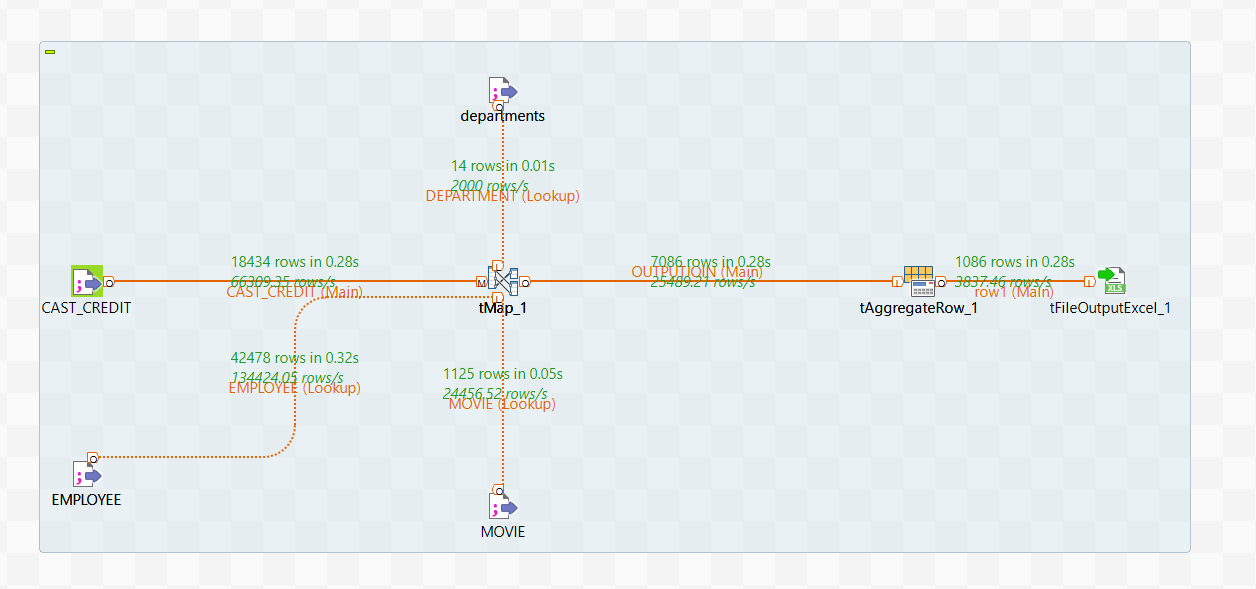 departments
14 rows in 0.01s
2000 rows/s
DEPARTMENT (Lookup)
18434 rows in 0.28s
66309.35 rows/s
CAST_CREDIT (Main)
CAST_CREDIT
tMap_1
7086 rows in 0.28s
OUTPUTJOIN (Main)
25489.21 rows/s
tAggregateRow_1
1086 rows in 0.28s
3837.46 rows/s
row1 (Main)
XLS
tFileOutputExcel_1
42478 rows in 0.32s
134424.05 rows/s
EMPLOYEE (Lookup)
1125 rows in 0.05s
24456.52 rows/s
MOVIE (Lookup)
EMPLOYEE
MOVIE